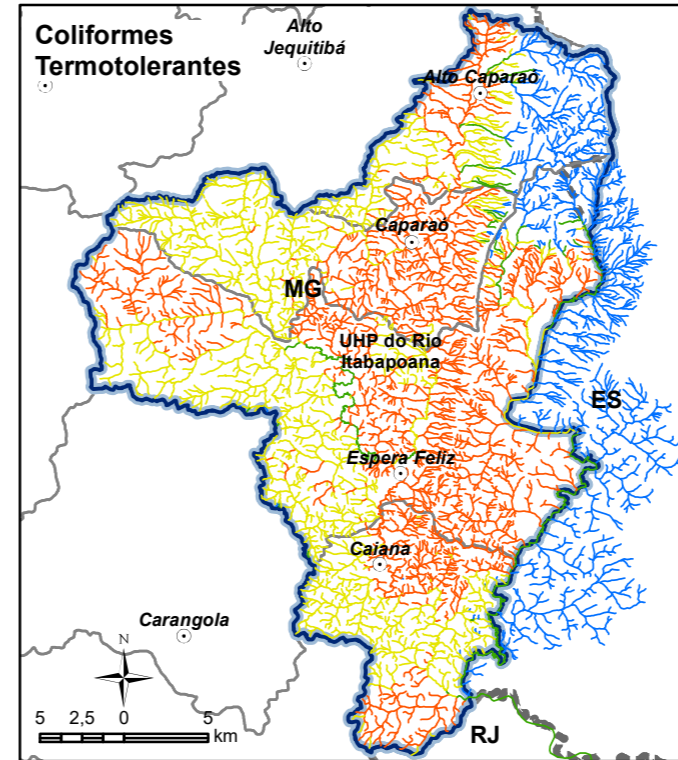 Coliformes
Termotolerantes
Alto
Jequitibá
Alto Caparaó
Caparaó
MG
UHP do Rio
Itabapoana
ES
Espera Feliz
Caiana
Carangola
N
5 2,5 0 5
km
RJ